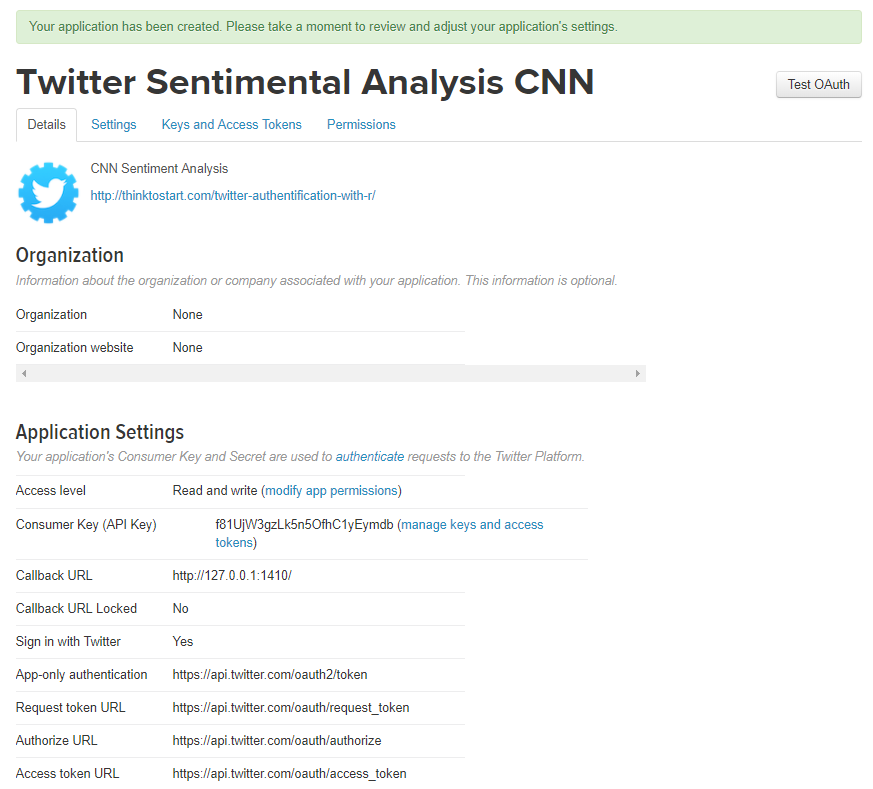 Your application has been created. Please take a moment to review and adjust your application's settings.
Twitter Sentimental Analysis CNN
Test OAuth
Details Settings Keys and Access Tokens Permissions
CNN Sentiment Analysis
http://thinktostart.com/twitter-authentification-with-r/
Organization
Information about the organization or company associated with your application. This information is optional.
Organization None
Organization website None
Application Settings
Your application's Consumer Key and Secret are used to authenticate requests to the Twitter Platform.
Access level Read and write (modify app permissions)
Consumer Key (API Key) f81UjW3gzLk5n5OfhC1yEymdb (manage keys and access
tokens)
Callback URL http://127.0.0.1:1410/
Callback URL Locked No
Sign in with Twitter Yes
App-only authentication https://api.twitter.com/oauth2/token
Request token URL https://api.twitter.com/oauth/request_token
Authorize URL https://api.twitter.com/oauth/authorize
Access token URL https://api.twitter.com/oauth/access_token